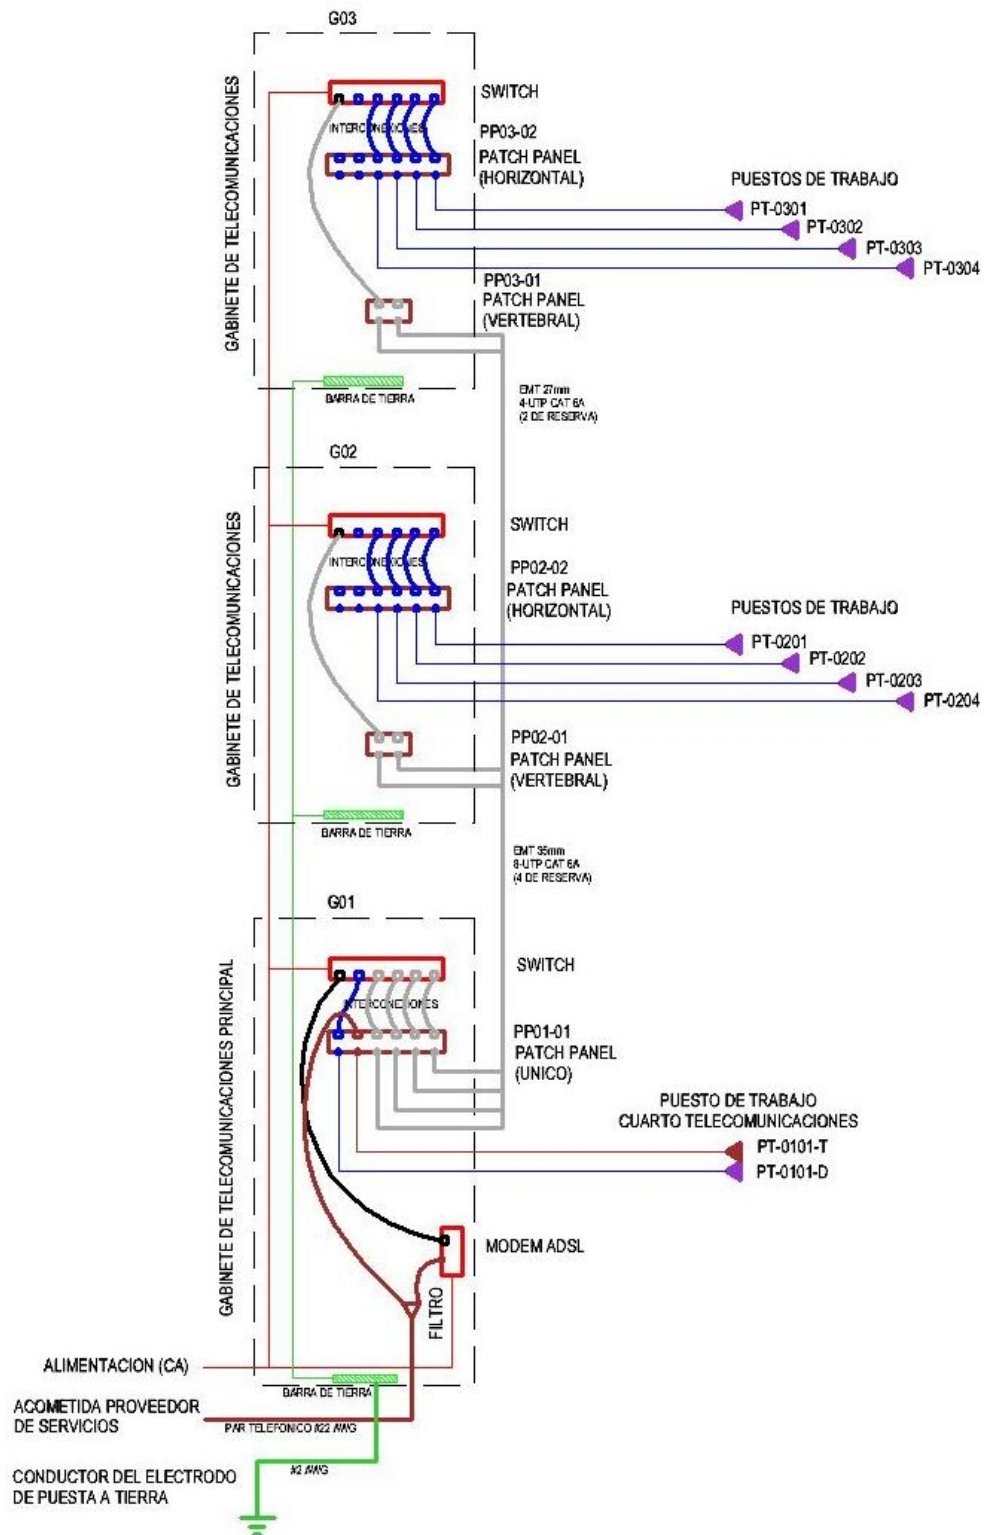 G03
GABINETE DE TELECOMUNICACIONES
SWITCH
INTERCONEXIONES
PP03-02
PATCH PANEL
(HORIZONTAL)
PUESTOS DE TRABAJO
PT-0301
PT-0302
PT-0303
PT-0304
PP03-01
PATCH PANEL
(VERTEBRAL)
BARRA DE TIERRA
EMT 27mm
4-UTP CAT 6A
(2 DE RESERVA)
G02
GABINETE DE TELECOMUNICACIONES
SWITCH
INTERCONEXIONES
PP02-02
PATCH PANEL
(HORIZONTAL)
PUESTOS DE TRABAJO
PT-0201
PT-0202
PT-0203
PT-0204
PP02-01
PATCH PANEL
(VERTEBRAL)
BARRA DE TIERRA
EMT 35mm
8-UTP CAT 6A
(4 DE RESERVA)
G01
GABINETE DE TELECOMUNICACIONES PRINCIPAL
SWITCH
INTERCONEXIONES
PP01-01
PATCH PANEL
(UNICO)
PUESTO DE TRABAJO
CUARTO TELECOMUNICACIONES
PT-0101-T
PT-0101-D
MODEM ADSL
FILTRO
ALIMENTACION (CA)
BARRA DE TIERRA
ACOMETIDA PROVEEDOR
DE SERVICIOS
PAR TELEFONICO #22 AWG
#2 AWG
CONDUCTOR DEL ELECTRODO
DE PUESTA A TIERRA